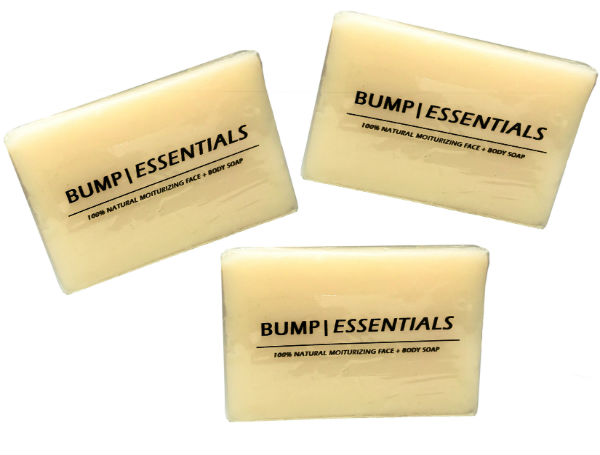 BUMP|ESSENTIALS
100% NATURAL MOITURIZING FACE + BODY SOAP
BUMP|ESSENTIALS
100% NATURAL MOITURIZING FACE + BODY SOAP
BUMP|ESSENTIALS
100% NATURAL MOITURIZING FACE + BODY SOAP